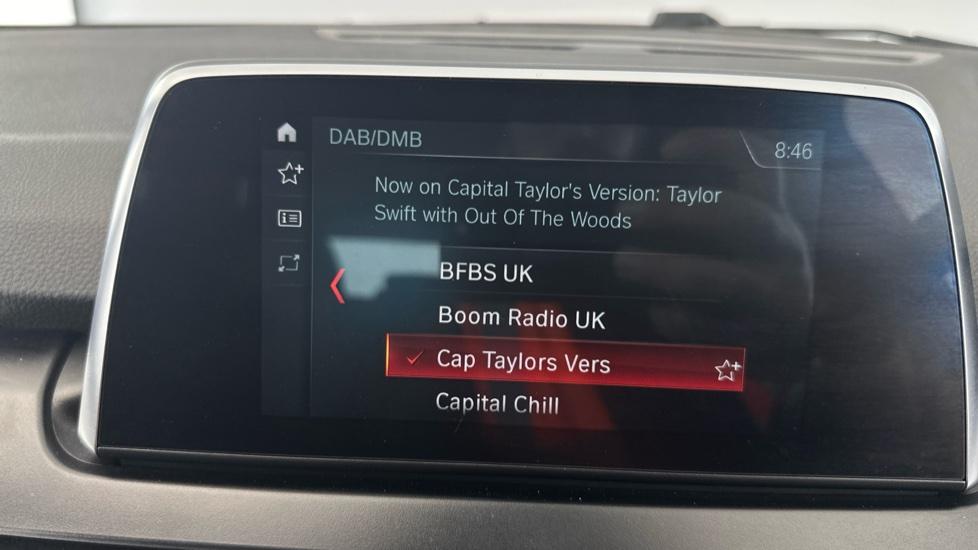 DAB/DMB
8:46
Now on Capital Taylor's Version: Taylor
Swift with Out Of The Woods
BFBS UK
Boom Radio UK
Cap Taylors Vers
Capital Chill